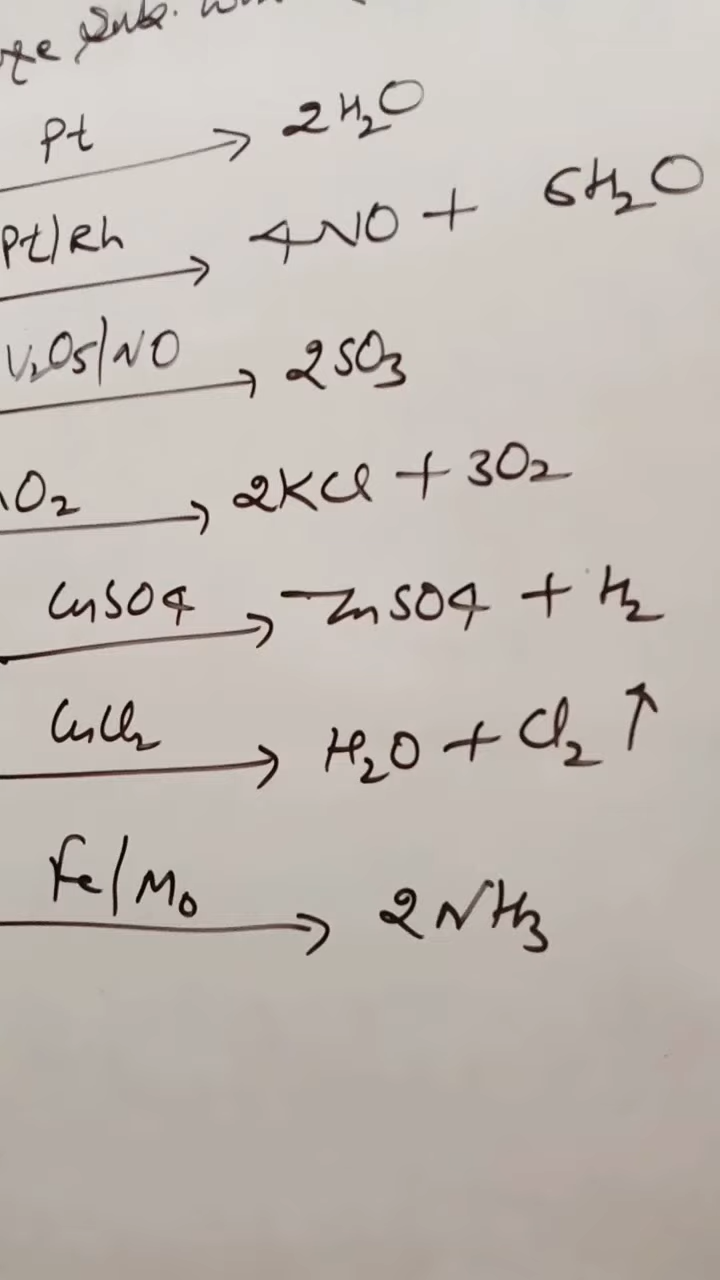 Sub.
Pt → 2H₂O
Pt/Rh → 4NO + 6H₂O
V₂O5/NO → 2SO₃
O₂ → 2KCl + 3O₂
CuSO4 → ZnSO4 + H₂
CuCl₂ → H₂O + Cl₂ ↑
Fe/Mo → 2NH₃